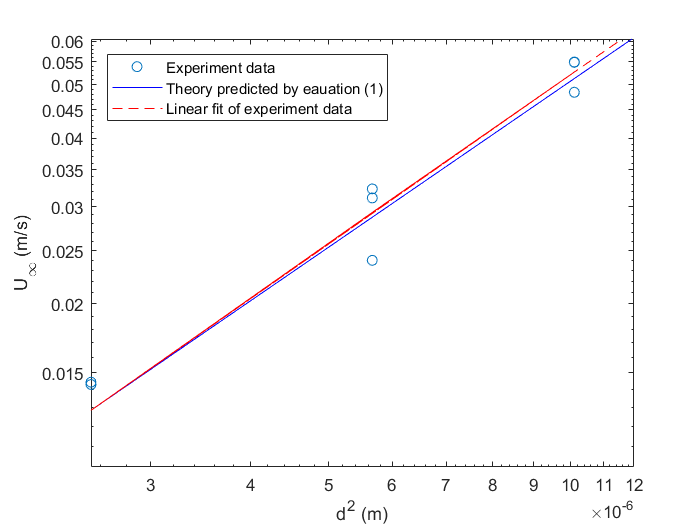 0.06
0.055
0.05
0.045
0.04
0.035
0.03
0.025
0.02
0.015
U∞ (m/s)
Experiment data
Theory predicted by eauation (1)
Linear fit of experiment data
3 4 5 6 7 8 9 10 11 12
×10⁻⁶
d² (m)